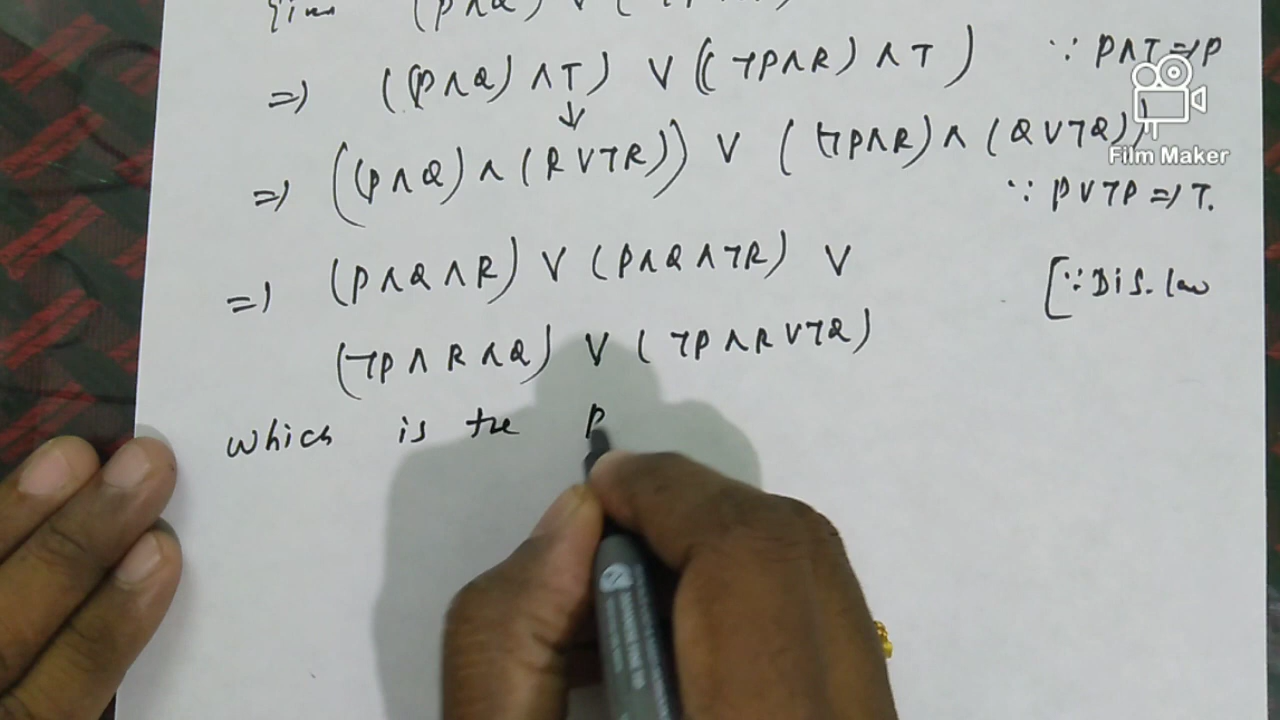 (P∧Q) ∨ (
=> ((P∧Q) ∧T) ∨ ((¬P∧R) ∧T) ∵ P∧T=>P
=> ((P∧Q) ∧ (R∨¬R)) ∨ (¬P∧R) ∧ (Q∨¬Q))
Film Maker
∵ P∨¬P => T.
=> (P∧Q∧R) ∨ (P∧Q∧¬R) ∨ [∵Dis. law
(¬P∧R∧Q) ∨ (¬P∧R∨¬Q)
which is the P